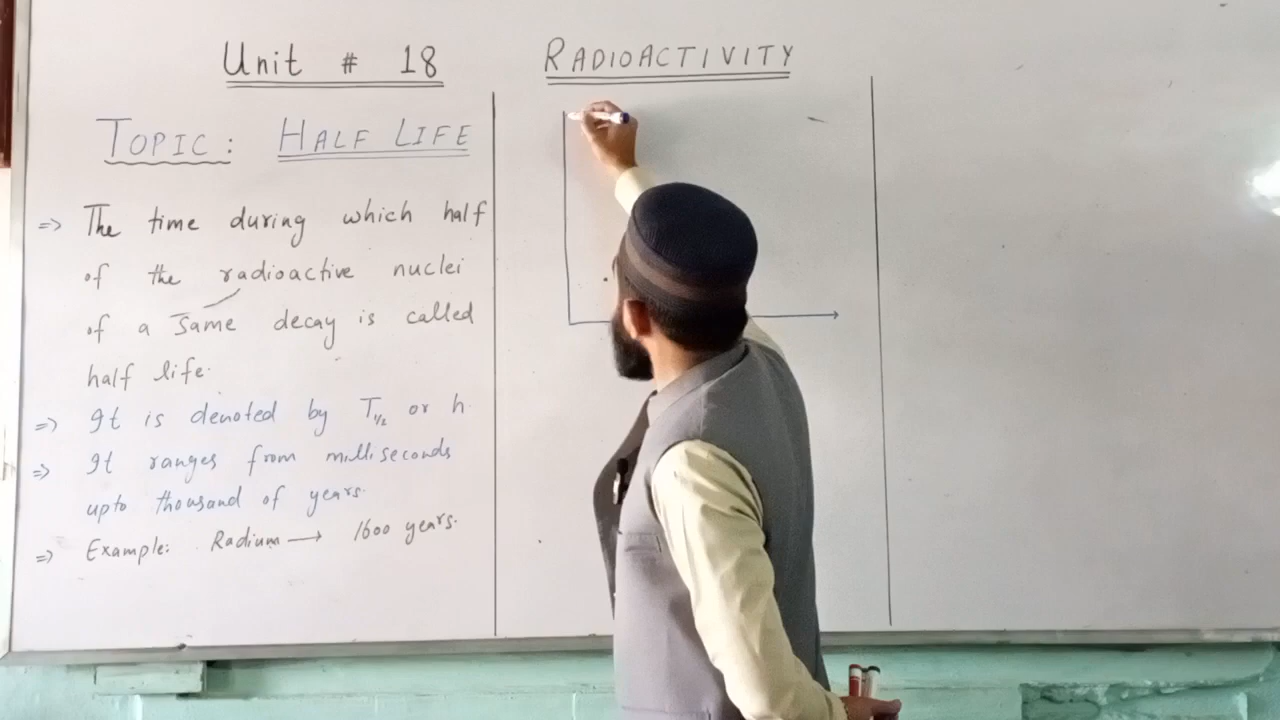 Unit # 18
RADIOACTIVITY
TOPIC: HALF LIFE
⇒ The time during which half
of the radioactive nuclei
of a same decay is called
half life.
⇒ It is denoted by T1/2 or h.
⇒ It ranges from milliseconds
upto thousand of years.
⇒ Example: Radium → 1600 years.